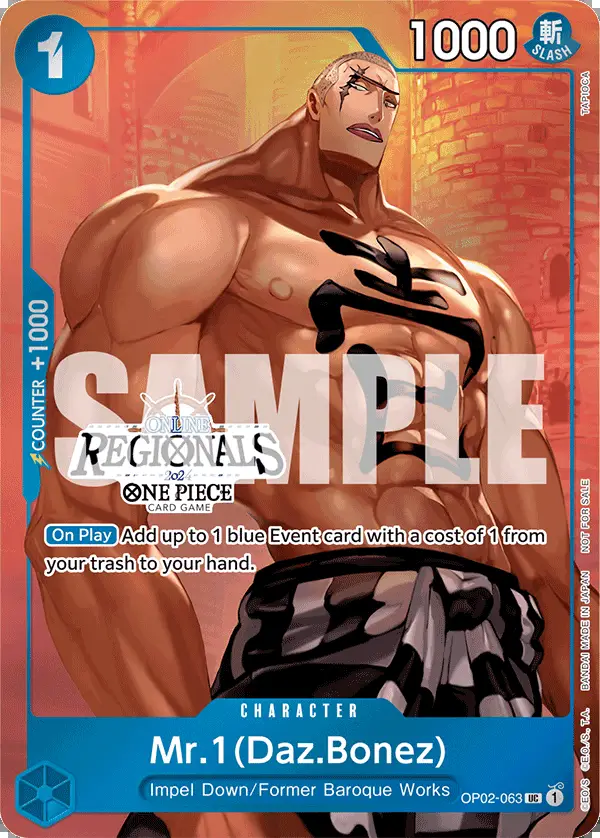 1
1000
斬
SLASH
TAPIOCA
COUNTER +1000
SAMPLE
ONLINE
REGIONALS
2024
ONE PIECE
CARD GAME
On Play Add up to 1 blue Event card with a cost of 1 from
your trash to your hand.
CHARACTER
Mr.1(Daz.Bonez)
Impel Down/Former Baroque Works
OP02-063 UC 1
©E.O/S. ©E.O./S., T.A. BANDAI MADE IN JAPAN NOT FOR SALE